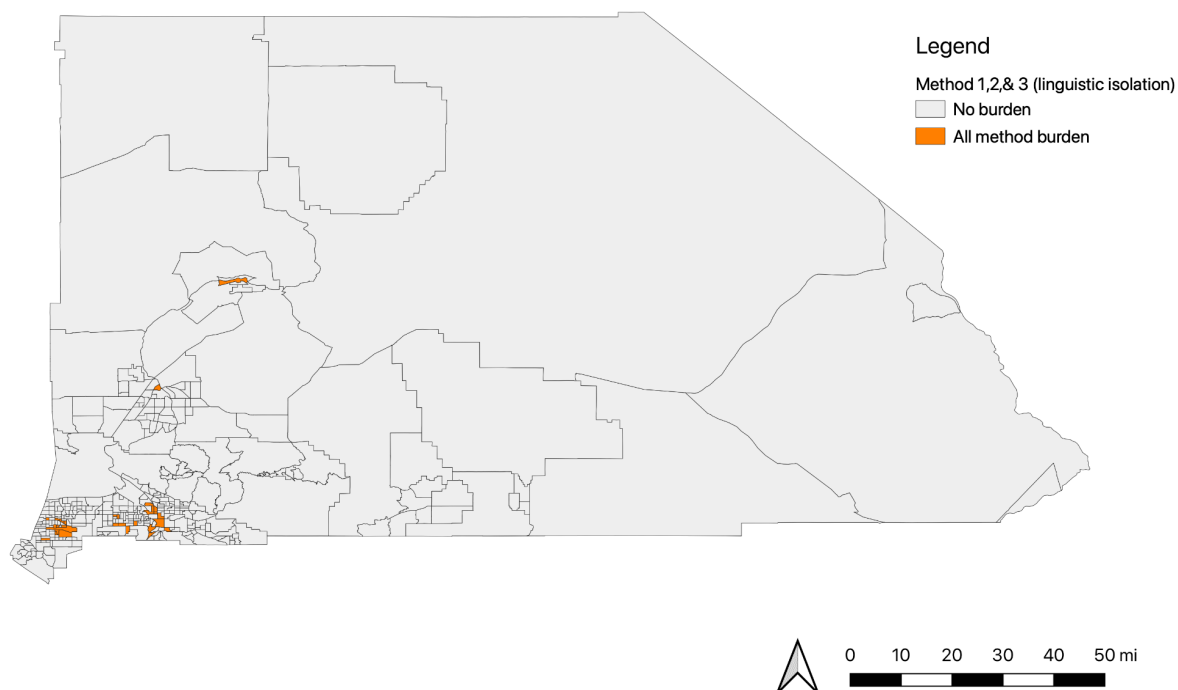 Legend
Method 1,2,& 3 (linguistic isolation)
No burden
All method burden
0 10 20 30 40 50 mi